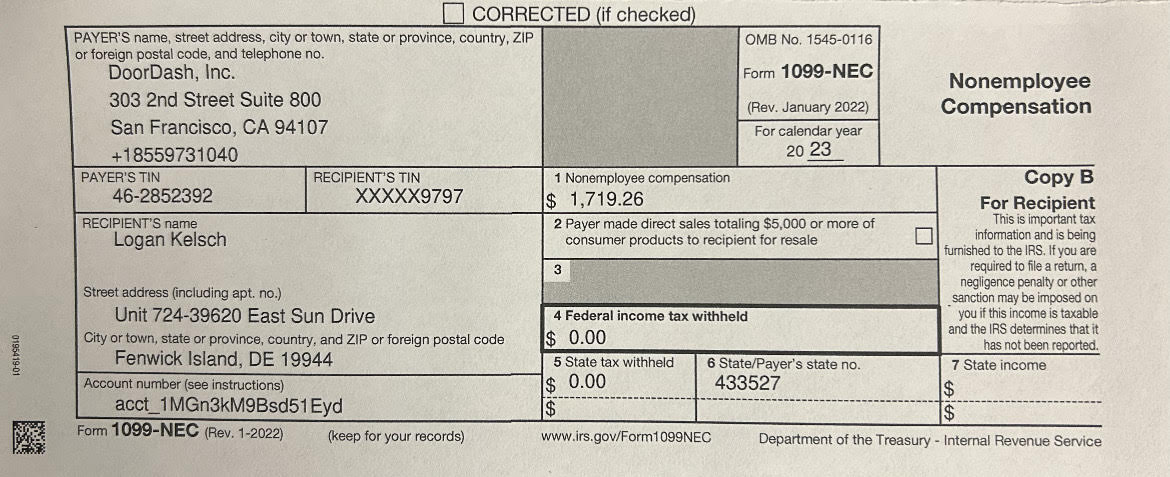 CORRECTED (if checked)
PAYER'S name, street address, city or town, state or province, country, ZIP
or foreign postal code, and telephone no.
DoorDash, Inc.
303 2nd Street Suite 800
San Francisco, CA 94107
+18559731040
OMB No. 1545-0116
Form 1099-NEC
(Rev. January 2022)
For calendar year
20 23
Nonemployee
Compensation
PAYER'S TIN
46-2852392
RECIPIENT'S TIN
XXXXX9797
1 Nonemployee compensation
$ 1,719.26
Copy B
For Recipient
This is important tax
information and is being
furnished to the IRS. If you are
required to file a return, a
negligence penalty or other
sanction may be imposed on
you if this income is taxable
and the IRS determines that it
has not been reported.
RECIPIENT'S name
Logan Kelsch
2 Payer made direct sales totaling $5,000 or more of
consumer products to recipient for resale
3
Street address (including apt. no.)
Unit 724-39620 East Sun Drive
4 Federal income tax withheld
$ 0.00
City or town, state or province, country, and ZIP or foreign postal code
Fenwick Island, DE 19944
5 State tax withheld
$ 0.00
$
6 State/Payer's state no.
433527
7 State income
$
$
Account number (see instructions)
acct_1MGn3kM9Bsd51Eyd
Form 1099-NEC (Rev. 1-2022)
(keep for your records)
www.irs.gov/Form1099NEC
Department of the Treasury - Internal Revenue Service
0195419-01